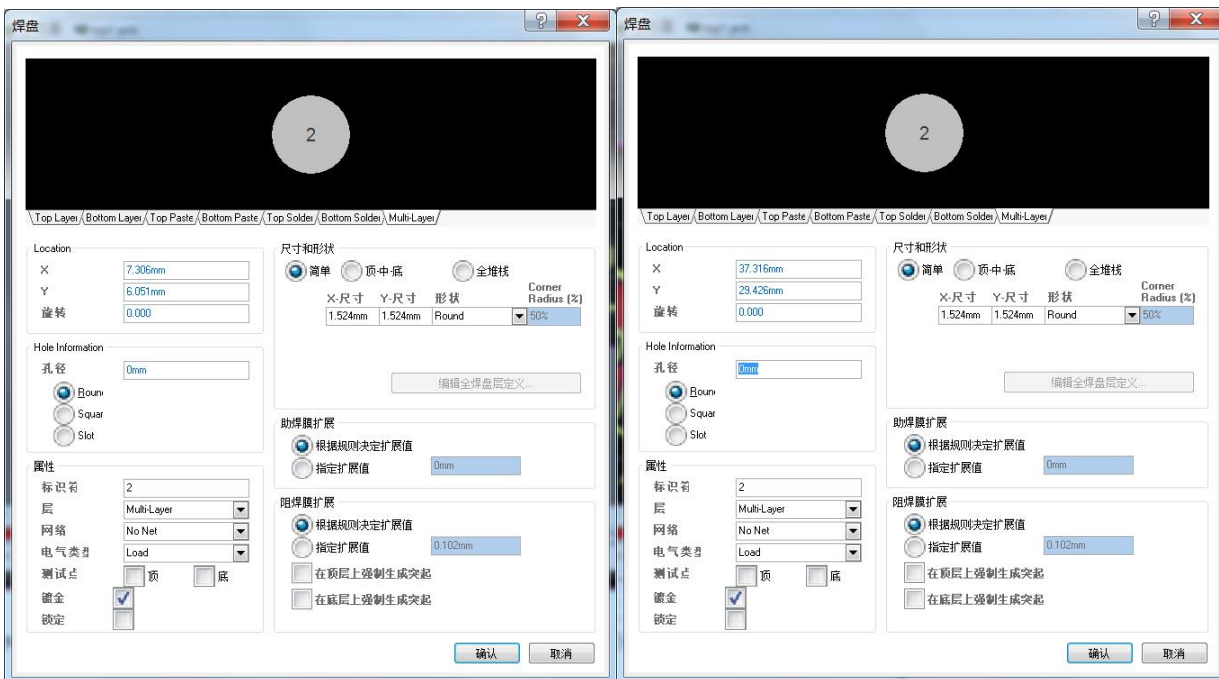 焊盘
2
Top Layer Bottom Layer Top Paste Bottom Paste Top Solder Bottom Solder Multi-Layer
Location
X 7.306mm
Y 6.051mm
旋转 0.000
Hole Information
孔径 0mm
Roun
Squar
Slot
属性
标识符 2
层 Multi-Layer
网络 No Net
电气类型 Load
测试点 顶 底
镀金
锁定
尺寸和形状
简单 顶-中-底 全堆栈
X-尺寸 Y-尺寸 形状 Corner Radius (%)
1.524mm 1.524mm Round 50%
编辑全焊盘层定义...
助焊膜扩展
根据规则决定扩展值
指定扩展值 0mm
阻焊膜扩展
根据规则决定扩展值
指定扩展值 0.102mm
在顶层上强制生成突起
在底层上强制生成突起
确认 取消
焊盘
2
Top Layer Bottom Layer Top Paste Bottom Paste Top Solder Bottom Solder Multi-Layer
Location
X 37.316mm
Y 29.426mm
旋转 0.000
Hole Information
孔径 0mm
Roun
Squar
Slot
属性
标识符 2
层 Multi-Layer
网络 No Net
电气类型 Load
测试点 顶 底
镀金
锁定
尺寸和形状
简单 顶-中-底 全堆栈
X-尺寸 Y-尺寸 形状 Corner Radius (%)
1.524mm 1.524mm Round 50%
编辑全焊盘层定义...
助焊膜扩展
根据规则决定扩展值
指定扩展值 0mm
阻焊膜扩展
根据规则决定扩展值
指定扩展值 0.102mm
在顶层上强制生成突起
在底层上强制生成突起
确认 取消